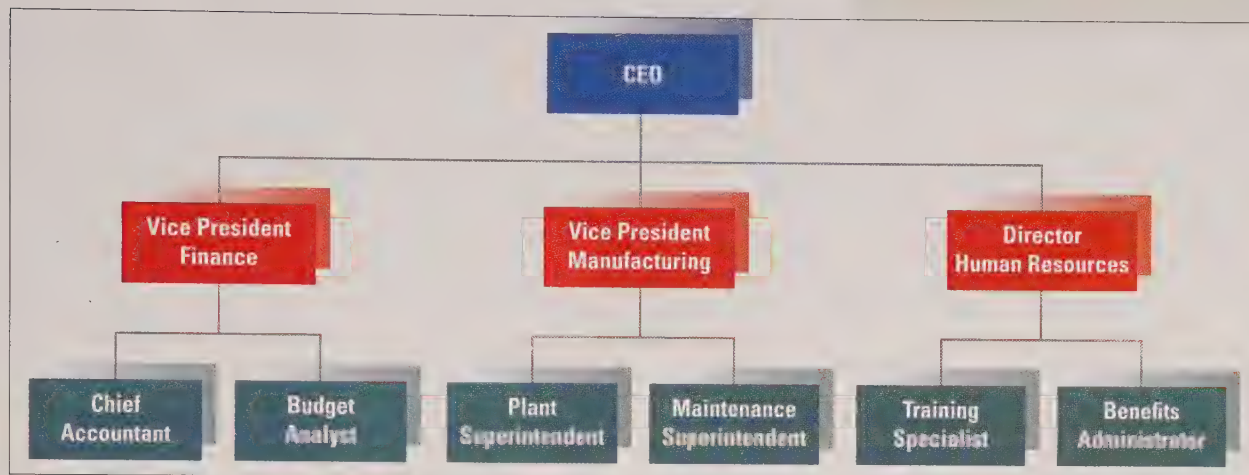 CEO
Vice President
Finance
Vice President
Manufacturing
Director
Human Resources
Chief
Accountant
Budget
Analyst
Plant
Superintendent
Maintenance
Superintendent
Training
Specialist
Benefits
Administrator